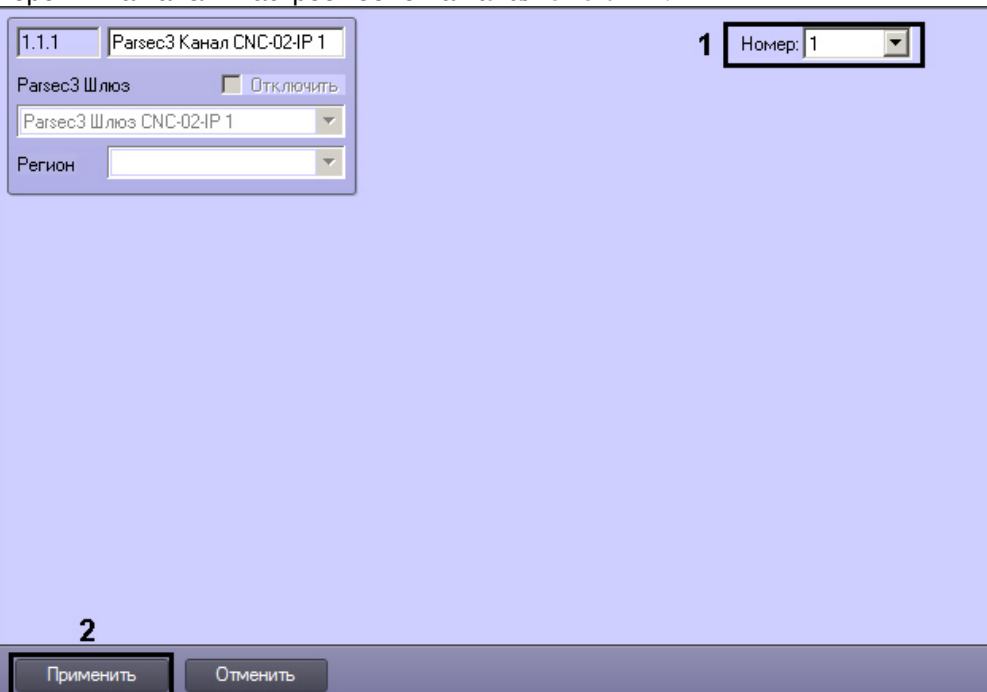 1.1.1 Parsec3 Канал CNC-02-IP 1
1 Номер: 1
Parsec3 Шлюз Отключить
Parsec3 Шлюз CNC-02-IP 1
Регион
2
Применить Отменить